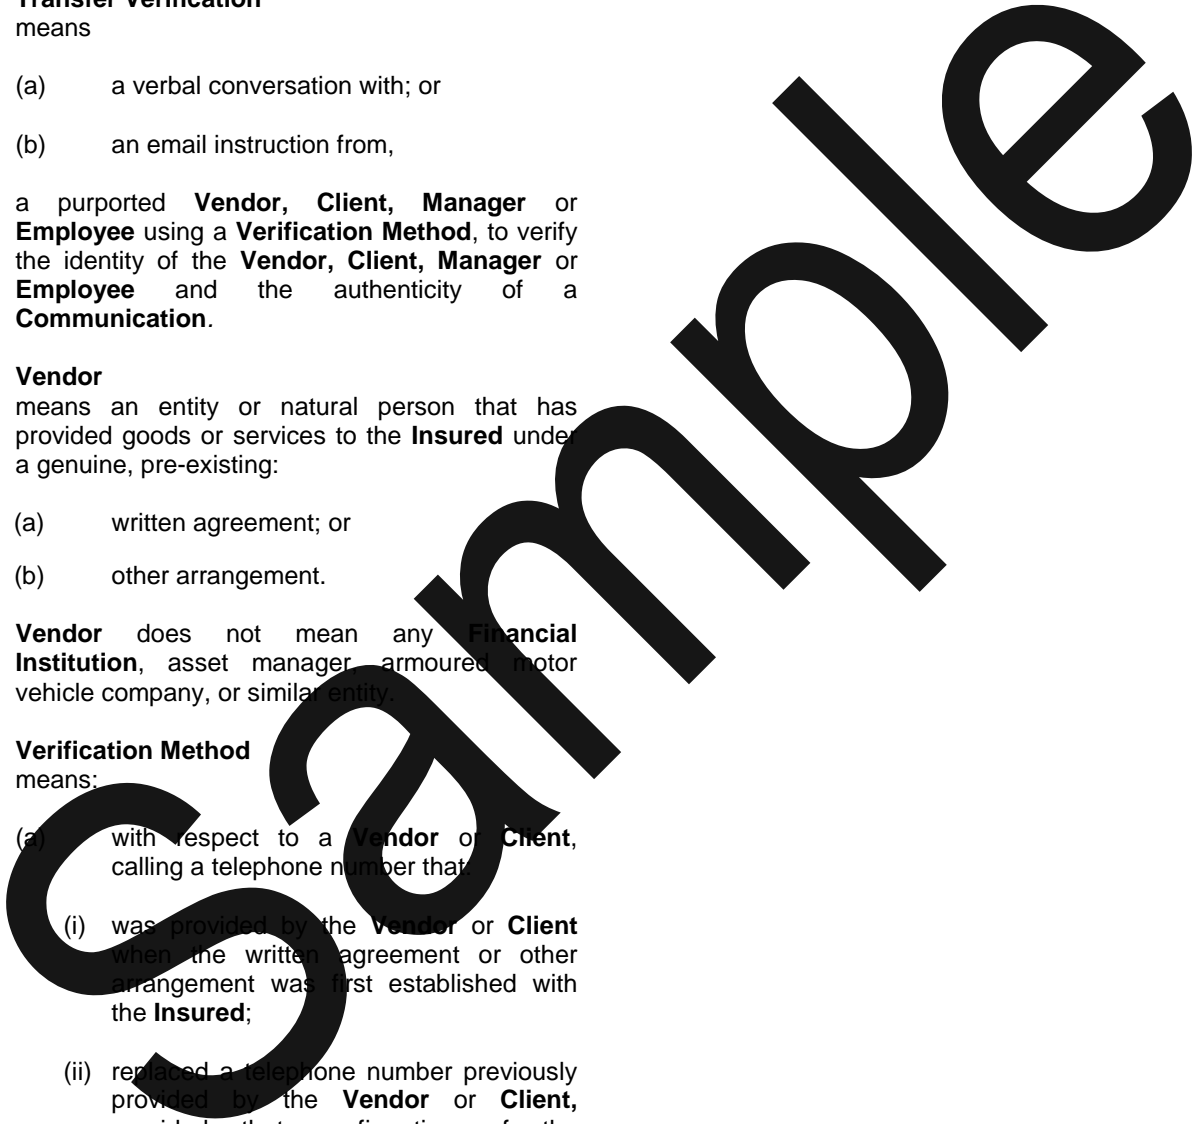 Transfer Verification
means
(a) a verbal conversation with; or
(b) an email instruction from,
a purported Vendor, Client, Manager or
Employee using a Verification Method, to verify
the identity of the Vendor, Client, Manager or
Employee and the authenticity of a
Communication.
Vendor
means an entity or natural person that has
provided goods or services to the Insured under
a genuine, pre-existing:
(a) written agreement; or
(b) other arrangement.
Vendor does not mean any Financial
Institution, asset manager, armoured motor
vehicle company, or similar entity.
Verification Method
means:
(a) with respect to a Vendor or Client,
calling a telephone number that:
(i) was provided by the Vendor or Client
when the written agreement or other
arrangement was first established with
the Insured;
(ii) replaced a telephone number previously
provided by the Vendor or Client,
Sample